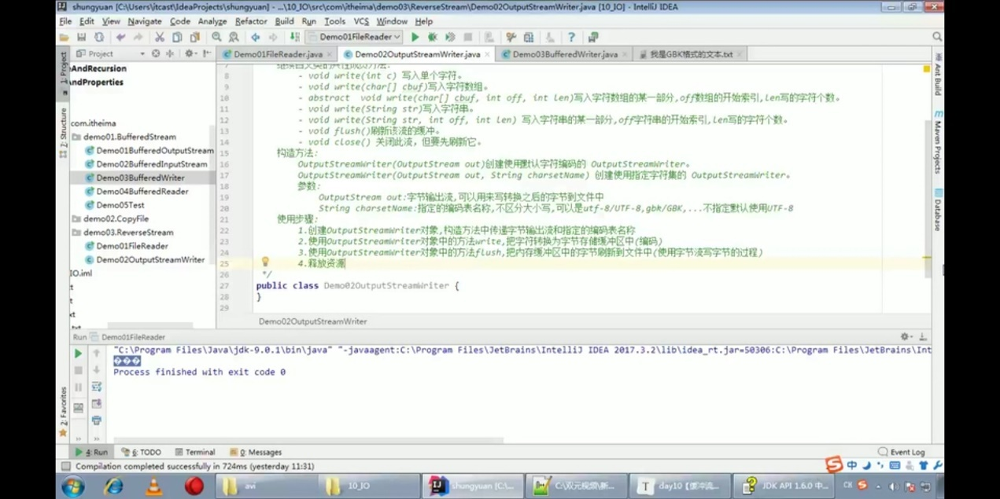 shungyuan [C:\Users\itcast\IdeaProjects\shungyuan] - ...\10_IO\src\com\itheima\demo03\ReverseStream\Demo02OutputStreamWriter.java [10_IO] - IntelliJ IDEA
File Edit View Navigate Code Analyze Refactor Build Run Tools VCS Window Help
Demo01FileReader
Project
Demo01FileReader.java
Demo02OutputStreamWriter.java
Demo03BufferedWriter.java
我是GBK格式的文本.txt
1: Project
2: Structure
2: Favorites
Ant Build
Maven Projects
Database
AndRecursion
AndProperties
com.itheima
demo01.BufferedStream
Demo01BufferedOutputStream
Demo02BufferedInputStream
Demo03BufferedWriter
Demo04BufferedReader
Demo05Test
demo02.CopyFile
demo03.ReverseStream
Demo01FileReader
Demo02OutputStreamWriter
IO.iml
7 继续自父类的共性成员方法:
8 - void write(int c) 写入单个字符。
9 - void write(char[] cbuf)写入字符数组。
10 - abstract  void write(char[] cbuf, int off, int len)写入字符数组的某一部分,off数组的开始索引,len写的字符个数。
11 - void write(String str)写入字符串。
12 - void write(String str, int off, int len) 写入字符串的某一部分,off字符串的开始索引,len写的字符个数。
13 - void flush()刷新该流的缓冲。
14 - void close() 关闭此流，但要先刷新它。
15 构造方法:
16 OutputStreamWriter(OutputStream out)创建使用默认字符编码的 OutputStreamWriter。
17 OutputStreamWriter(OutputStream out, String charsetName) 创建使用指定字符集的 OutputStreamWriter。
18 参数:
19 OutputStream out:字节输出流,可以用来写转换之后的字节到文件中
20 String charsetName:指定的编码表名称,不区分大小写,可以是utf-8/UTF-8,gbk/GBK,...不指定默认使用UTF-8
21 使用步骤:
22 1.创建OutputStreamWriter对象,构造方法中传递字节输出流和指定的编码表名称
23 2.使用OutputStreamWriter对象中的方法write,把字符转换为字节存储缓冲区中(编码)
24 3.使用OutputStreamWriter对象中的方法flush,把内存缓冲区中的字节刷新到文件中(使用字节流写字节的过程)
25 4.释放资源
26 */
27 public class Demo02OutputStreamWriter {
28 }
29
Demo02OutputStreamWriter
Run Demo01FileReader
"C:\Program Files\Java\jdk-9.0.1\bin\java" "-javaagent:C:\Program Files\JetBrains\IntelliJ IDEA 2017.3.2\lib\idea_rt.jar=50306:C:\Program Files\JetBrains\Int
���
Process finished with exit code 0
4: Run 6: TODO Terminal 0: Messages Event Log
Compilation completed successfully in 724ms (yesterday 11:31)
中
avi
10_IO
shungyuan [C:\...
C:\双元视频\新...
day10【缓冲流...
JDK API 1.6.0 中...
CH